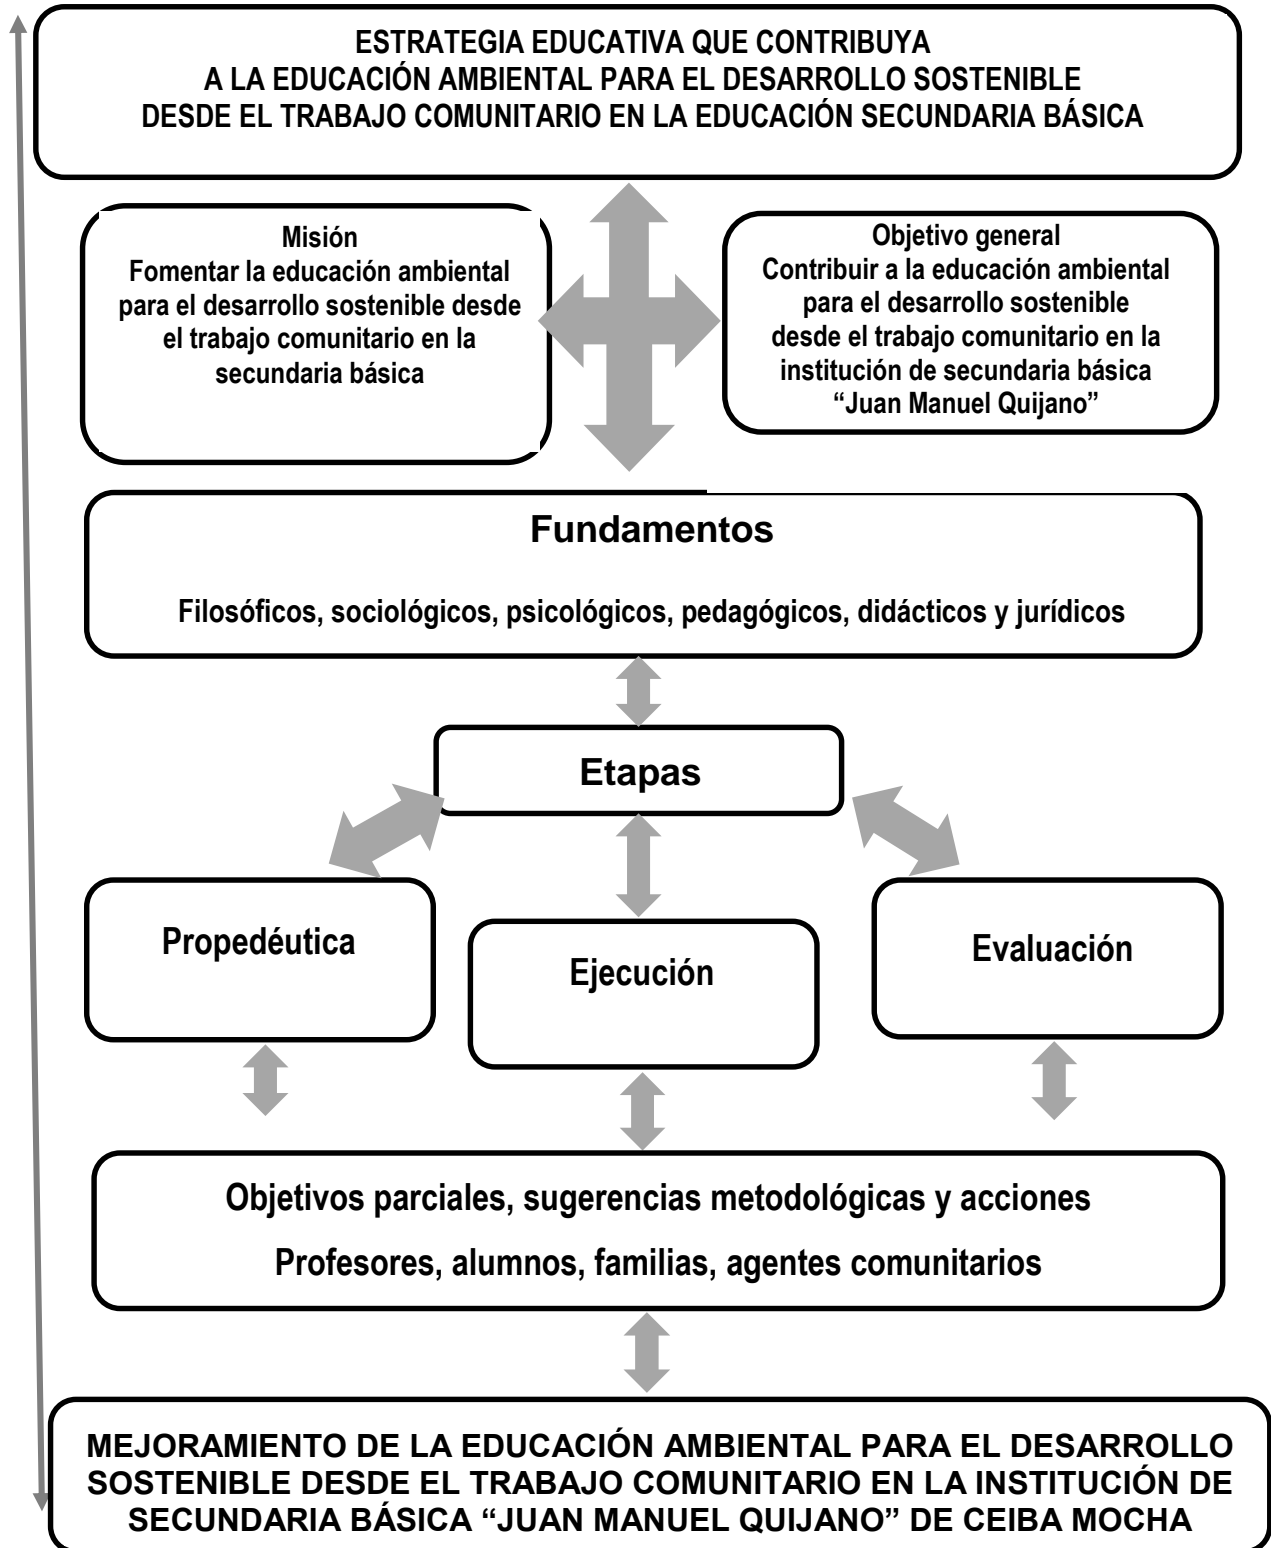 ESTRATEGIA EDUCATIVA QUE CONTRIBUYA
A LA EDUCACIÓN AMBIENTAL PARA EL DESARROLLO SOSTENIBLE
DESDE EL TRABAJO COMUNITARIO EN LA EDUCACIÓN SECUNDARIA BÁSICA
Misión
Fomentar la educación ambiental
para el desarrollo sostenible desde
el trabajo comunitario en la
secundaria básica
Objetivo general
Contribuir a la educación ambiental
para el desarrollo sostenible
desde el trabajo comunitario en la
institución de secundaria básica
“Juan Manuel Quijano”
Fundamentos
Filosóficos, sociológicos, psicológicos, pedagógicos, didácticos y jurídicos
Etapas
Propedéutica
Ejecución
Evaluación
Objetivos parciales, sugerencias metodológicas y acciones
Profesores, alumnos, familias, agentes comunitarios
MEJORAMIENTO DE LA EDUCACIÓN AMBIENTAL PARA EL DESARROLLO
SOSTENIBLE DESDE EL TRABAJO COMUNITARIO EN LA INSTITUCIÓN DE
SECUNDARIA BÁSICA “JUAN MANUEL QUIJANO” DE CEIBA MOCHA